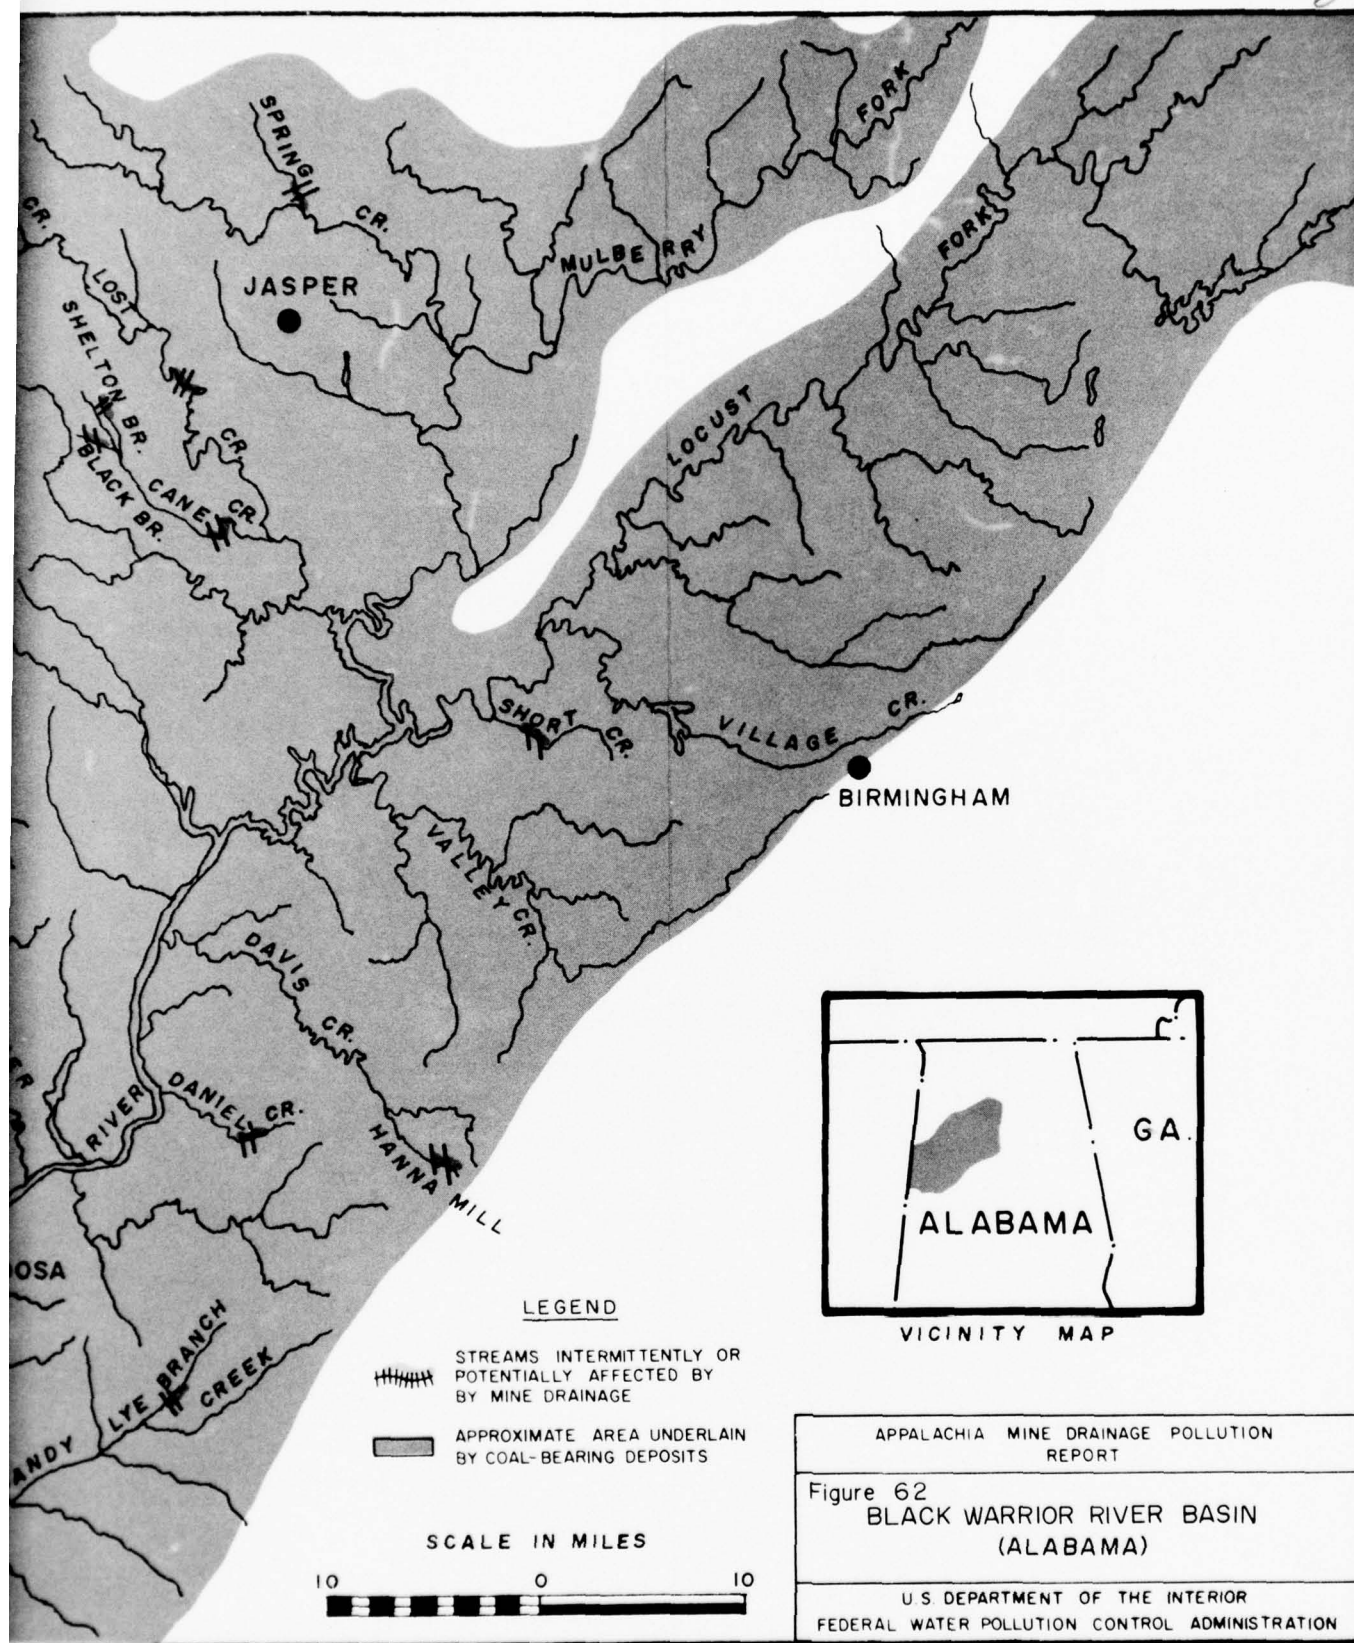 FORK
SPRING
CR.
CR.
MULBERRY
FORK
JASPER
LOST
SHELTON BR.
LOCUST
CR.
BLACK BR.
CANE
CR.
SHORT
CR.
VILLAGE
CR.
BIRMINGHAM
VALLEY
CR.
DAVIS
CR.
RIVER
DANIEL
CR.
HANNA MILL
GA.
ALABAMA
VICINITY MAP
OSA
LYE BRANCH
CREEK
ANDY
LEGEND
STREAMS INTERMITTENTLY OR
POTENTIALLY AFFECTED BY
BY MINE DRAINAGE
APPROXIMATE AREA UNDERLAIN
BY COAL-BEARING DEPOSITS
SCALE IN MILES
10 0 10
APPALACHIA MINE DRAINAGE POLLUTION
REPORT
Figure 62
BLACK WARRIOR RIVER BASIN
(ALABAMA)
U.S. DEPARTMENT OF THE INTERIOR
FEDERAL WATER POLLUTION CONTROL ADMINISTRATION